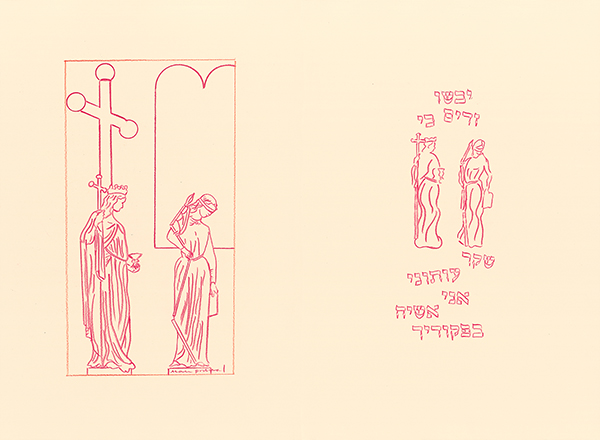 יבשו
זדים כי
שקר
עותוני
אני
אשיח
בפקודיך